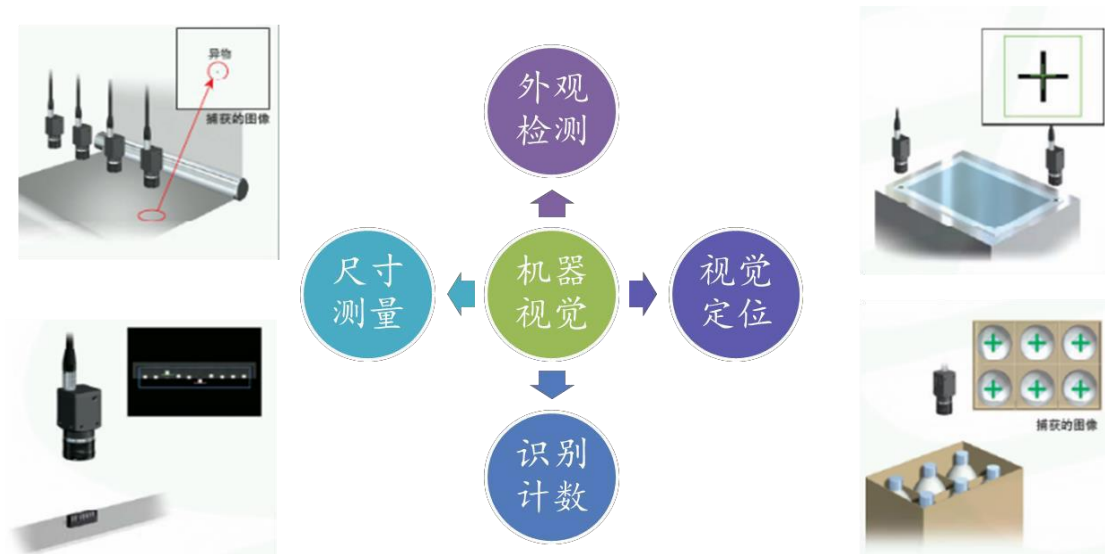 异物
捕获的图像
外观
检测
尺寸
测量
机器
视觉
视觉
定位
识别
计数
捕获的图像